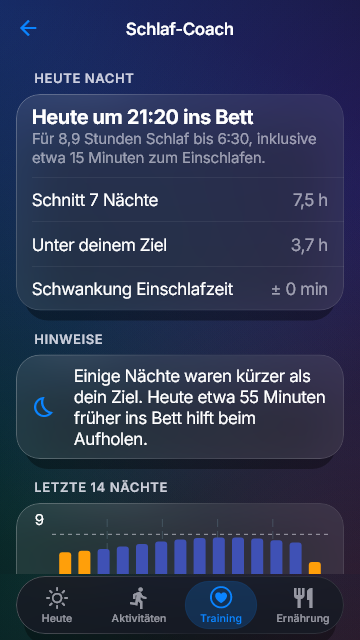 Schlaf-Coach
HEUTE NACHT
Heute um 21:20 ins Bett
Für 8,9 Stunden Schlaf bis 6:30, inklusive
etwa 15 Minuten zum Einschlafen.
Schnitt 7 Nächte 7,5 h
Unter deinem Ziel 3,7 h
Schwankung Einschlafzeit ± 0 min
HINWEISE
Einige Nächte waren kürzer als
dein Ziel. Heute etwa 55 Minuten
früher ins Bett hilft beim
Aufholen.
LETZTE 14 NÄCHTE
9
Heute Aktivitäten Training Ernährung